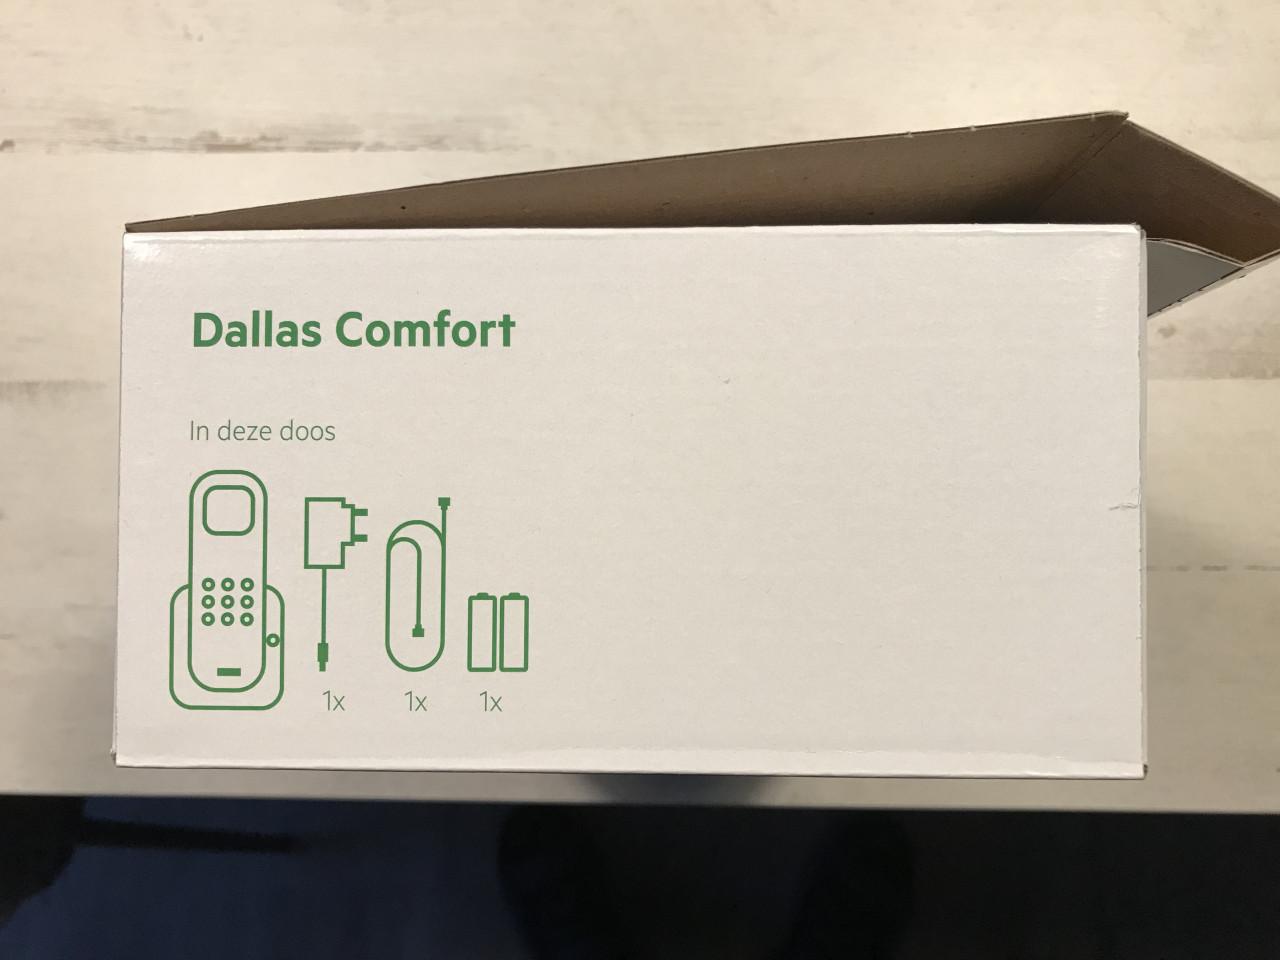 Dallas Comfort
In deze doos
1x 1x 1x